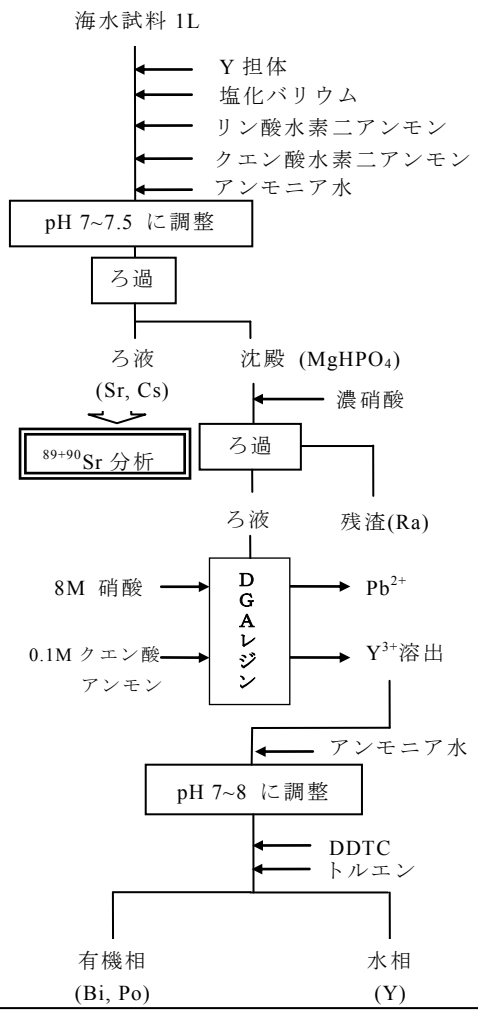 海水試料 1L
Y 担体
塩化バリウム
リン酸水素二アンモン
クエン酸水素二アンモン
アンモニア水
pH 7~7.5 に調整
ろ過
ろ液
(Sr, Cs)
沈殿 (MgHPO₄)
濃硝酸
⁸⁹⁺⁹⁰Sr 分析
ろ過
ろ液
残渣(Ra)
8M 硝酸
DGAレジン
Pb²⁺
0.1M クエン酸
アンモン
Y³⁺溶出
アンモニア水
pH 7~8 に調整
DDTC
トルエン
有機相
(Bi, Po)
水相
(Y)